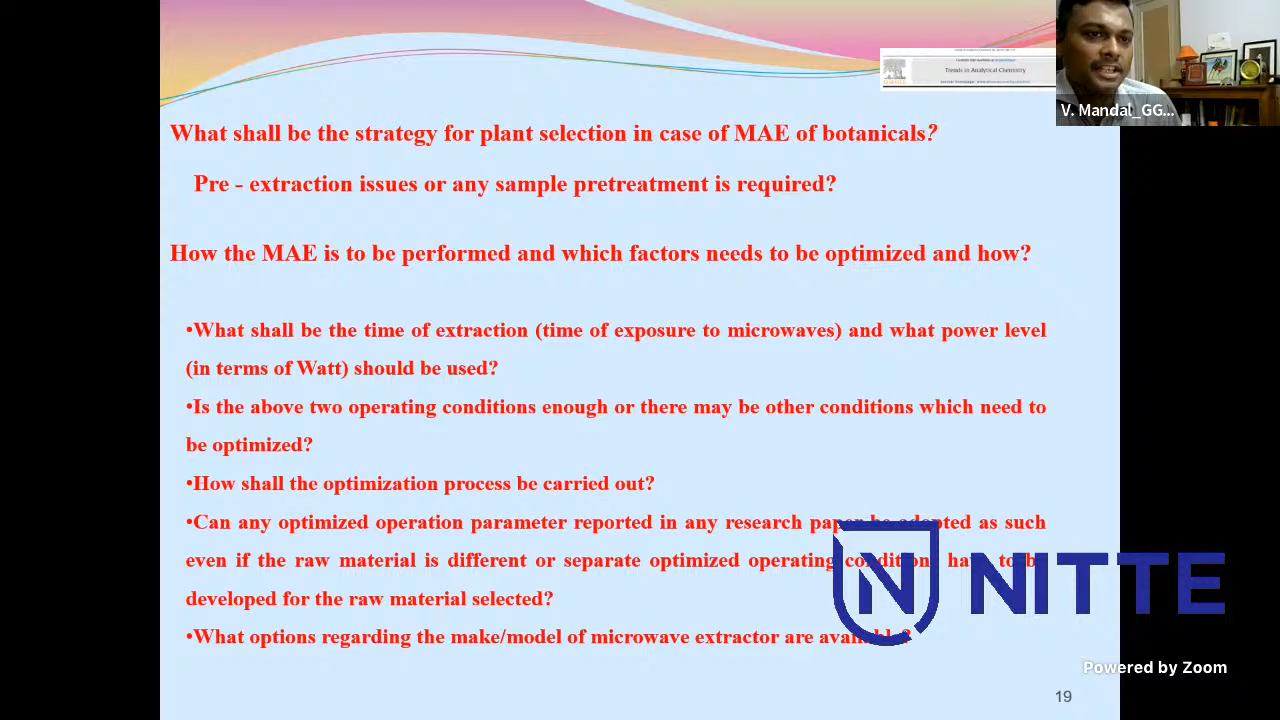 Trends in Analytical Chemistry
V. Mandal_GG...
What shall be the strategy for plant selection in case of MAE of botanicals?
Pre - extraction issues or any sample pretreatment is required?
How the MAE is to be performed and which factors needs to be optimized and how?
•What shall be the time of extraction (time of exposure to microwaves) and what power level
(in terms of Watt) should be used?
•Is the above two operating conditions enough or there may be other conditions which need to
be optimized?
•How shall the optimization process be carried out?
•Can any optimized operation parameter reported in any research paper be adopted as such
even if the raw material is different or separate optimized operating conditions have to be
developed for the raw material selected?
•What options regarding the make/model of microwave extractor are available?
NITTE
Powered by Zoom
19